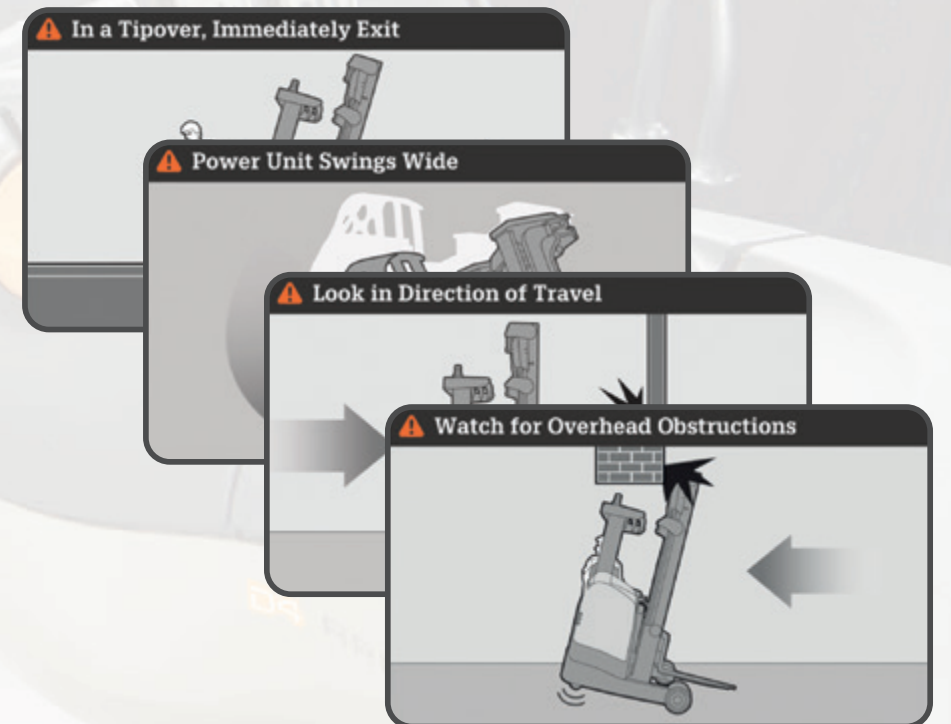 In a Tipover, Immediately Exit
Power Unit Swings Wide
Look in Direction of Travel
Watch for Overhead Obstructions